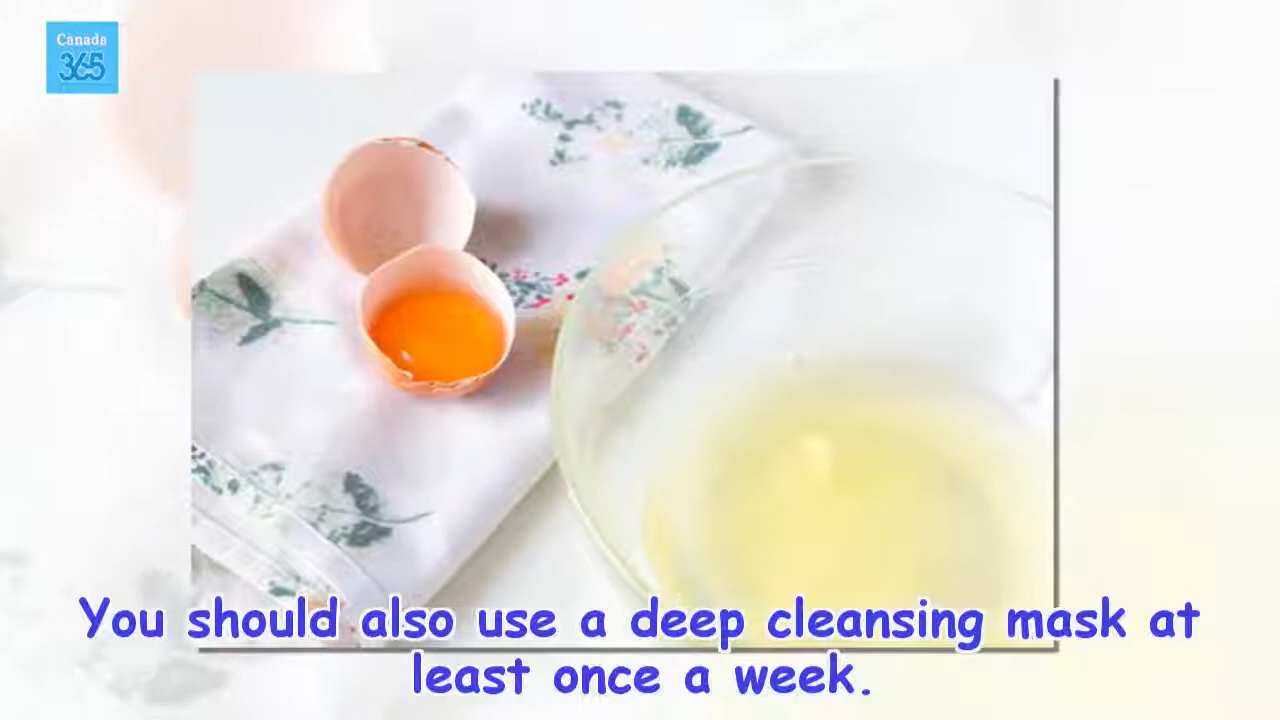 Canada
365
You should also use a deep cleansing mask at
least once a week.